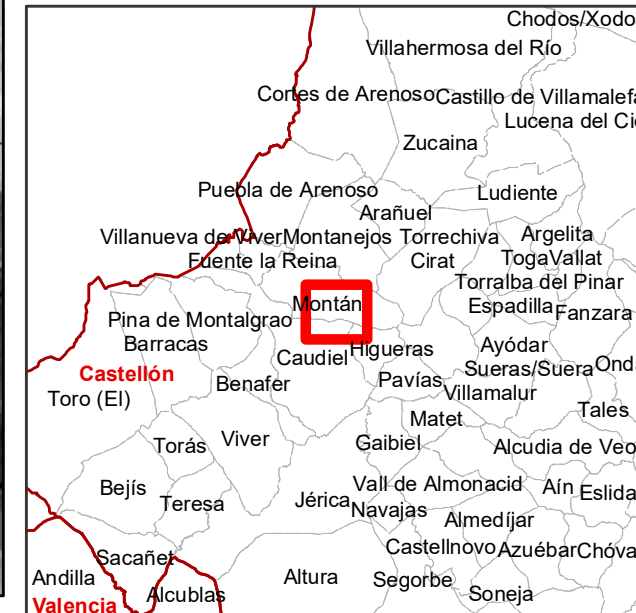 Chodos/Xodo
Villahermosa del Río
Cortes de Arenoso
Castillo de Villamalefa
Lucena del Cid
Zucaina
Puebla de Arenoso
Ludiente
Arañuel
Villanueva de Viver
Montanejos
Torrechiva
Argelita
Fuente la Reina
Cirat
Toga
Vallat
Torralba del Pinar
Montán
Espadilla
Fanzara
Pina de Montalgrao
Barracas
Caudiel
Higueras
Ayódar
Castellón
Benafer
Pavías
Sueras/Suera
Onda
Toro (El)
Villamalur
Matet
Tales
Torás
Viver
Gaibiel
Alcudia de Veo
Bejís
Teresa
Jérica
Vall de Almonacid
Aín
Eslida
Navajas
Almedíjar
Sacañet
Castellnovo
Azuébar
Chóva
Andilla
Alcublas
Altura
Segorbe
Soneja
Valencia